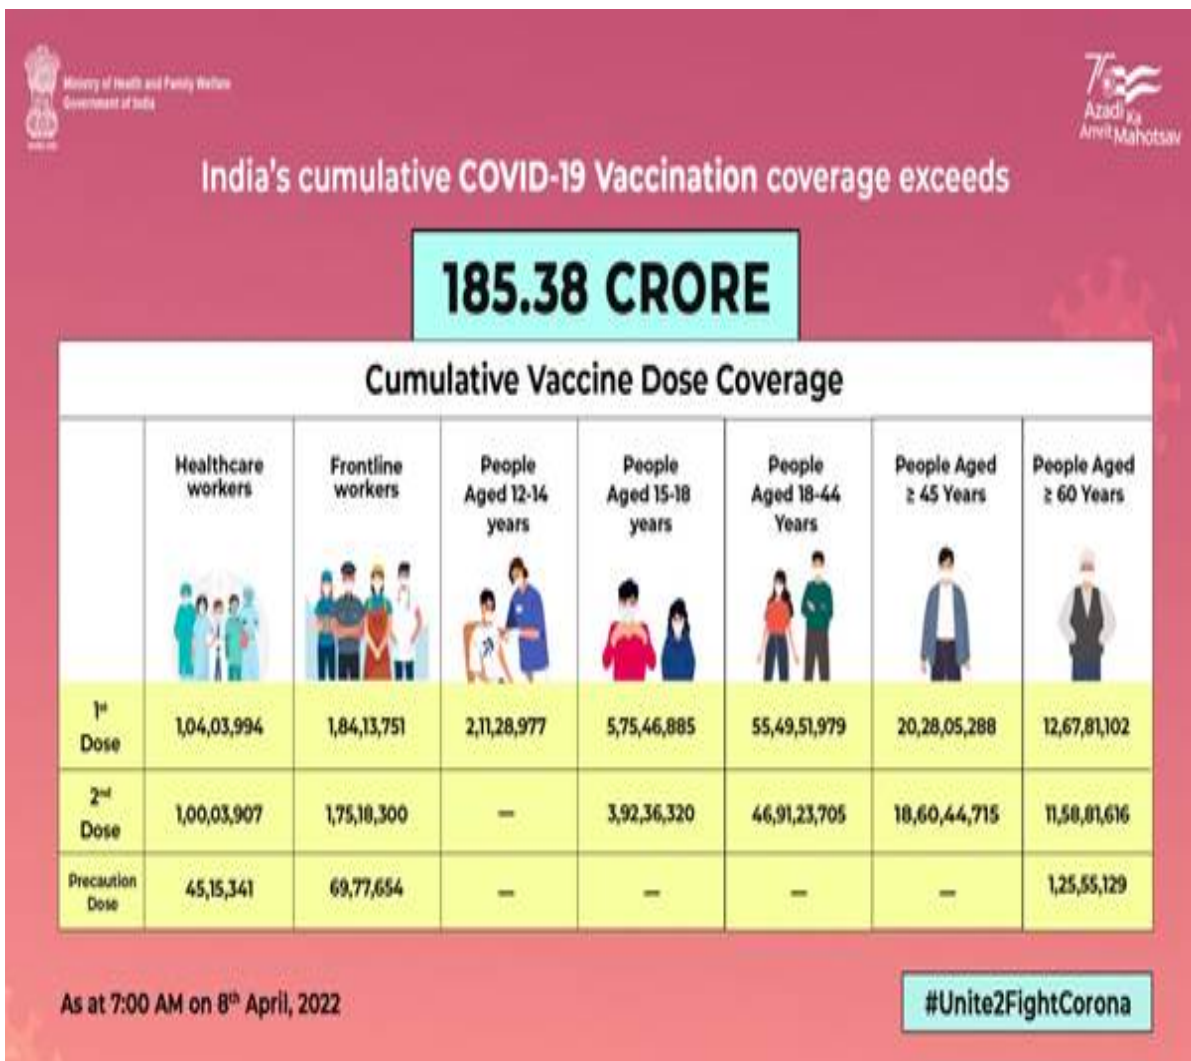 Ministry of Health and Family Welfare
Government of India
75
Azadi Ka
Amrit Mahotsav
India's cumulative COVID-19 Vaccination coverage exceeds
185.38 CRORE
Cumulative Vaccine Dose Coverage
Healthcare workers
Frontline workers
People Aged 12-14 years
People Aged 15-18 years
People Aged 18-44 Years
People Aged ≥ 45 Years
People Aged ≥ 60 Years
1st Dose 1,04,03,994 1,84,13,751 2,11,28,977 5,75,46,885 55,49,51,979 20,28,05,288 12,67,81,102
2nd Dose 1,00,03,907 1,75,18,300 — 3,92,36,320 46,91,23,705 18,60,44,715 11,58,81,616
Precaution Dose 45,15,341 69,77,654 — — — — 1,25,55,129
As at 7:00 AM on 8th April, 2022
#Unite2FightCorona